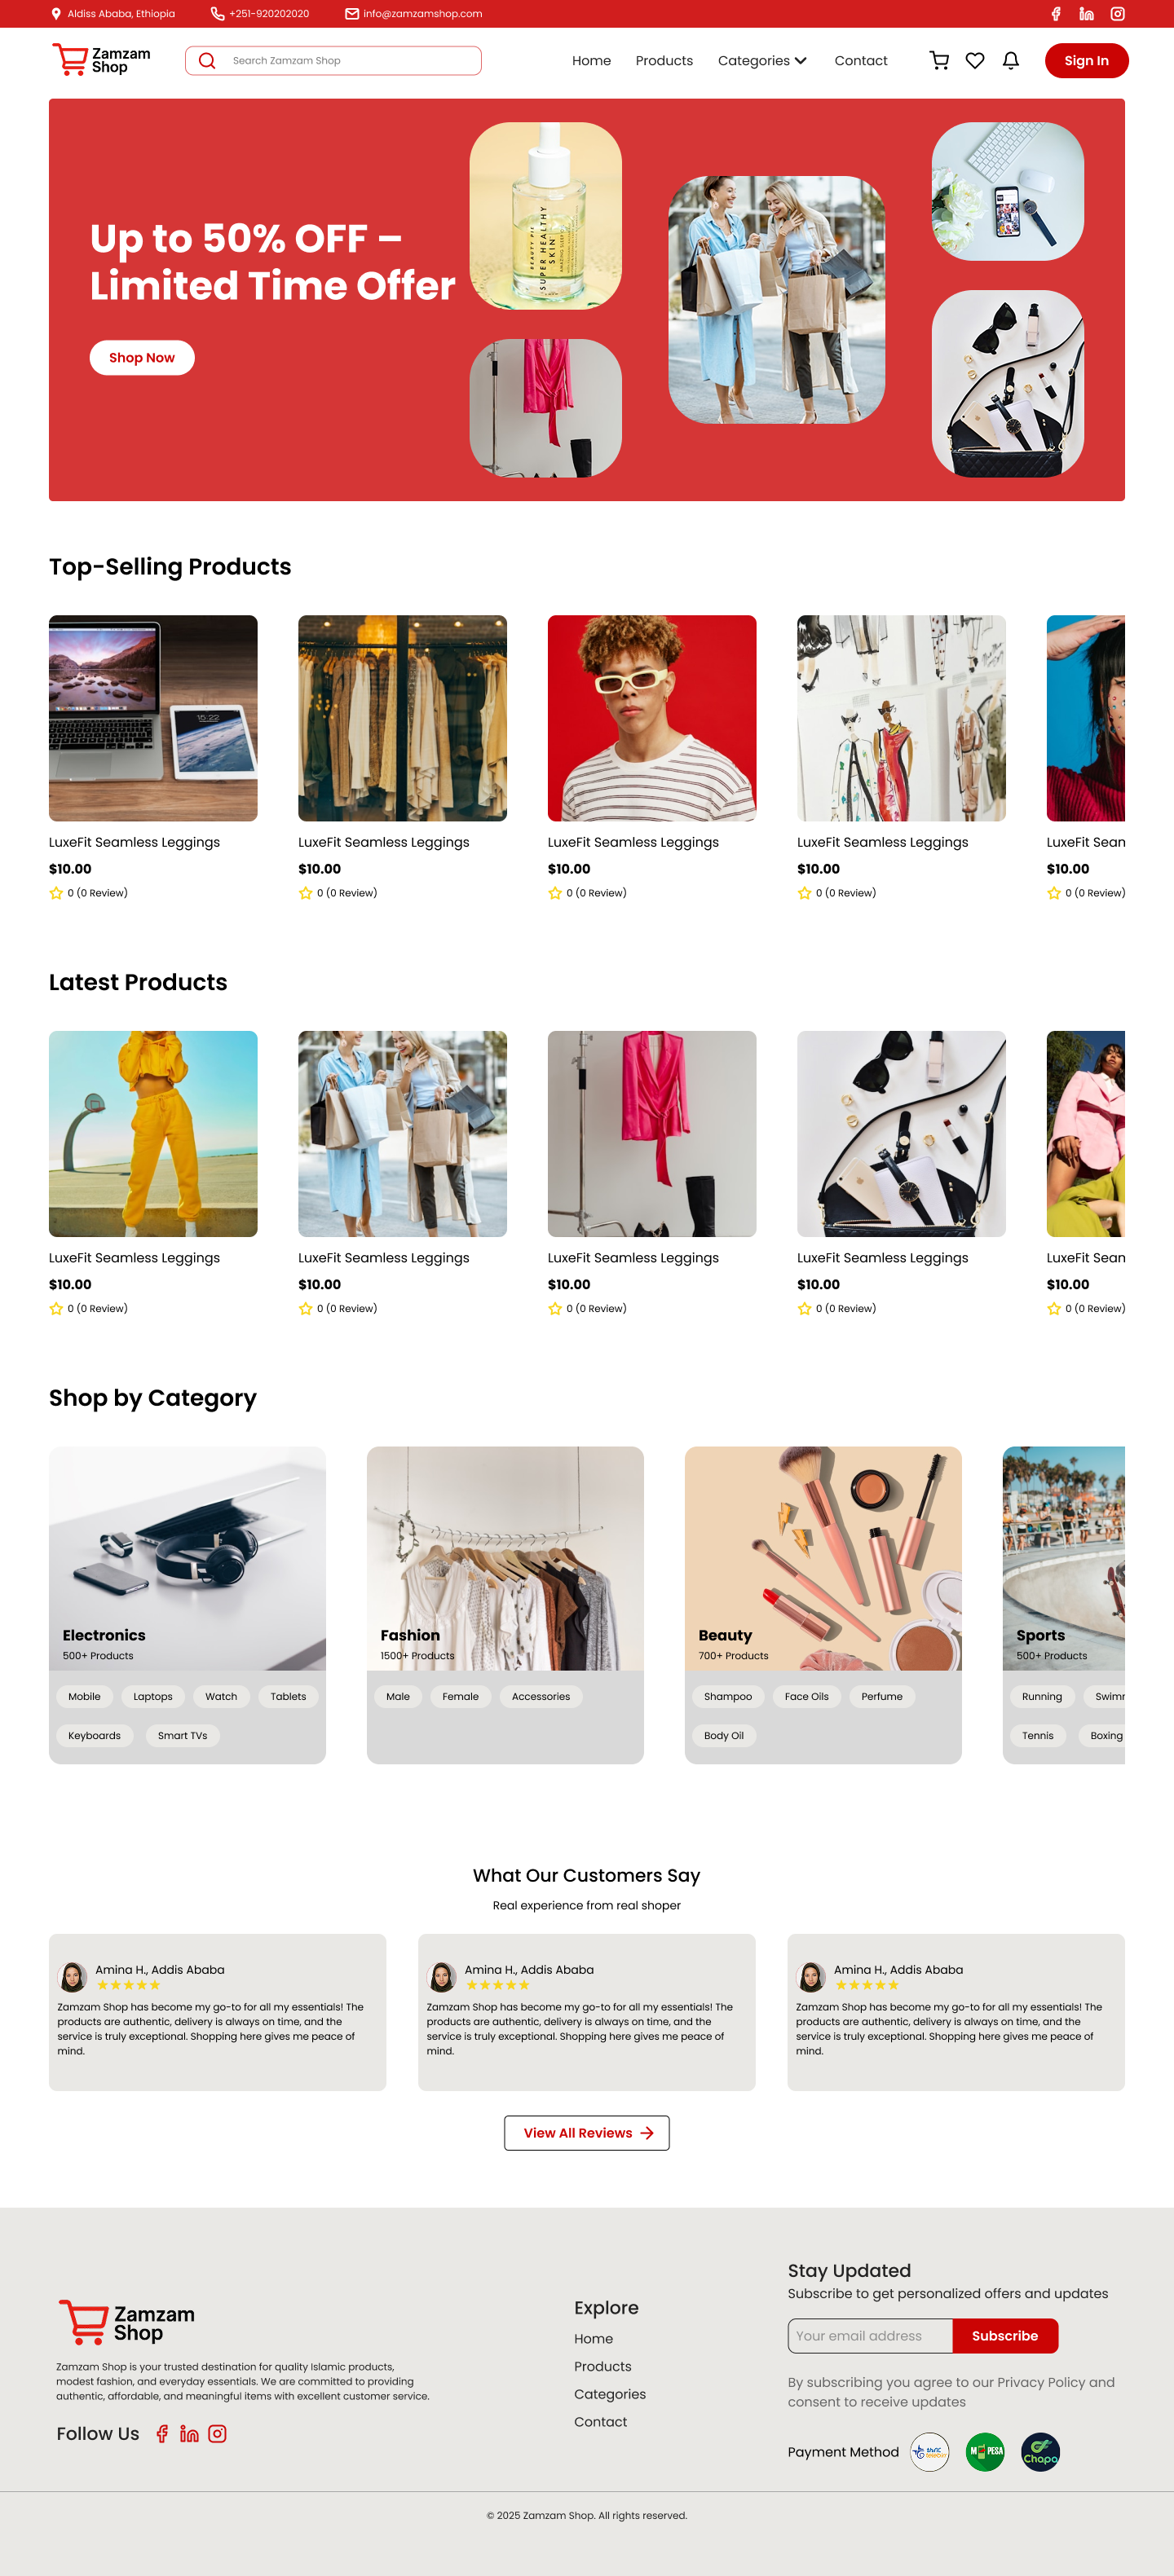 Aldiss Ababa, Ethiopia
+251-920202020
info@zamzamshop.com
Zamzam
Shop
Search Zamzam Shop
Home
Products
Categories
Contact
Sign In
Up to 50% OFF –
Limited Time Offer
Shop Now
BEAUTY PIE
SUPER HEALTHY
SKIN
Top-Selling Products
15:22
LuxeFit Seamless Leggings
$10.00
0 (0 Review)
LuxeFit Seamless Leggings
$10.00
0 (0 Review)
LuxeFit Seamless Leggings
$10.00
0 (0 Review)
LuxeFit Seamless Leggings
$10.00
0 (0 Review)
LuxeFit Sean
$10.00
0 (0 Review)
Latest Products
LuxeFit Seamless Leggings
$10.00
0 (0 Review)
LuxeFit Seamless Leggings
$10.00
0 (0 Review)
LuxeFit Seamless Leggings
$10.00
0 (0 Review)
LuxeFit Seamless Leggings
$10.00
0 (0 Review)
LuxeFit Sean
$10.00
0 (0 Review)
Shop by Category
Electronics
500+ Products
Mobile
Laptops
Watch
Tablets
Keyboards
Smart TVs
Fashion
1500+ Products
Male
Female
Accessories
Beauty
700+ Products
Shampoo
Face Oils
Perfume
Body Oil
Sports
500+ Products
Running
Swimr
Tennis
Boxing
What Our Customers Say
Real experience from real shoper
Amina H., Addis Ababa
Zamzam Shop has become my go-to for all my essentials! The
products are authentic, delivery is always on time, and the
service is truly exceptional. Shopping here gives me peace of
mind.
Amina H., Addis Ababa
Zamzam Shop has become my go-to for all my essentials! The
products are authentic, delivery is always on time, and the
service is truly exceptional. Shopping here gives me peace of
mind.
Amina H., Addis Ababa
Zamzam Shop has become my go-to for all my essentials! The
products are authentic, delivery is always on time, and the
service is truly exceptional. Shopping here gives me peace of
mind.
View All Reviews
Zamzam
Shop
Zamzam Shop is your trusted destination for quality Islamic products,
modest fashion, and everyday essentials. We are committed to providing
authentic, affordable, and meaningful items with excellent customer service.
Follow Us
Explore
Home
Products
Categories
Contact
Stay Updated
Subscribe to get personalized offers and updates
Your email address
Subscribe
By subscribing you agree to our Privacy Policy and
consent to receive updates
Payment Method
M PESA
Chapa
© 2025 Zamzam Shop. All rights reserved.